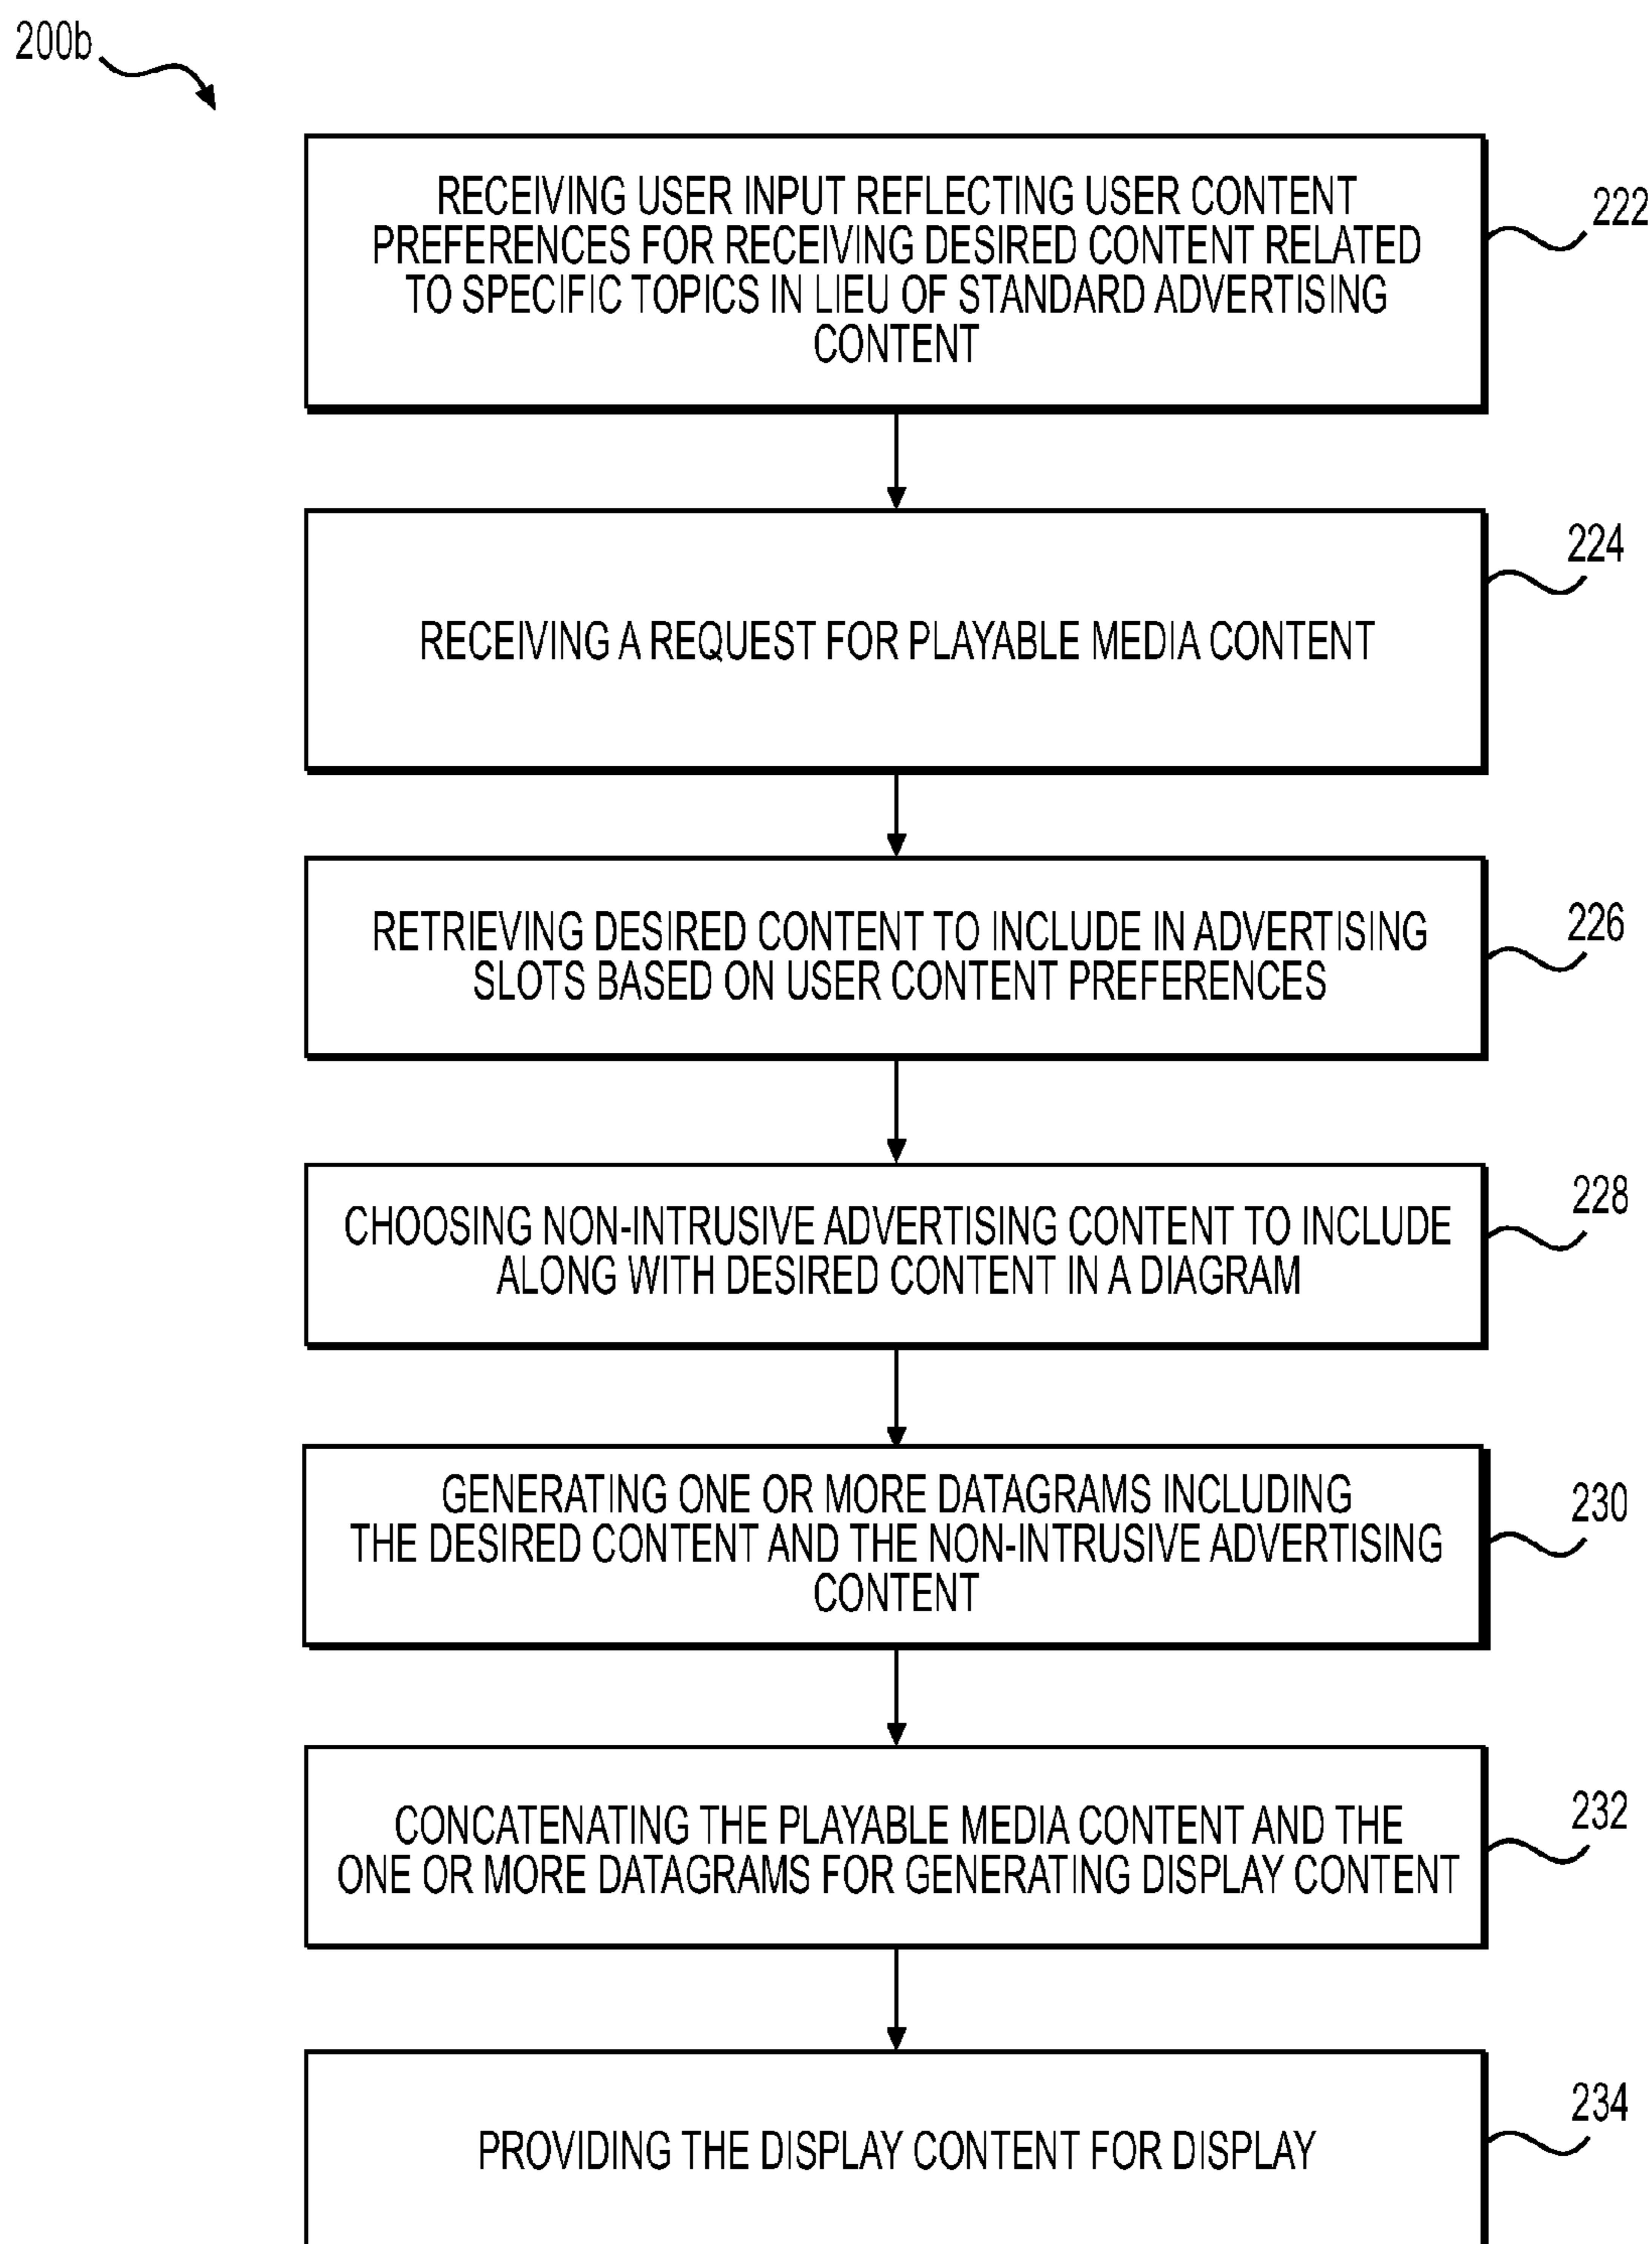 200b
RECEIVING USER INPUT REFLECTING USER CONTENT
PREFERENCES FOR RECEIVING DESIRED CONTENT RELATED
TO SPECIFIC TOPICS IN LIEU OF STANDARD ADVERTISING
CONTENT
222
RECEIVING A REQUEST FOR PLAYABLE MEDIA CONTENT
224
RETRIEVING DESIRED CONTENT TO INCLUDE IN ADVERTISING
SLOTS BASED ON USER CONTENT PREFERENCES
226
CHOOSING NON-INTRUSIVE ADVERTISING CONTENT TO INCLUDE
ALONG WITH DESIRED CONTENT IN A DIAGRAM
228
GENERATING ONE OR MORE DATAGRAMS INCLUDING
THE DESIRED CONTENT AND THE NON-INTRUSIVE ADVERTISING
CONTENT
230
CONCATENATING THE PLAYABLE MEDIA CONTENT AND THE
ONE OR MORE DATAGRAMS FOR GENERATING DISPLAY CONTENT
232
PROVIDING THE DISPLAY CONTENT FOR DISPLAY
234